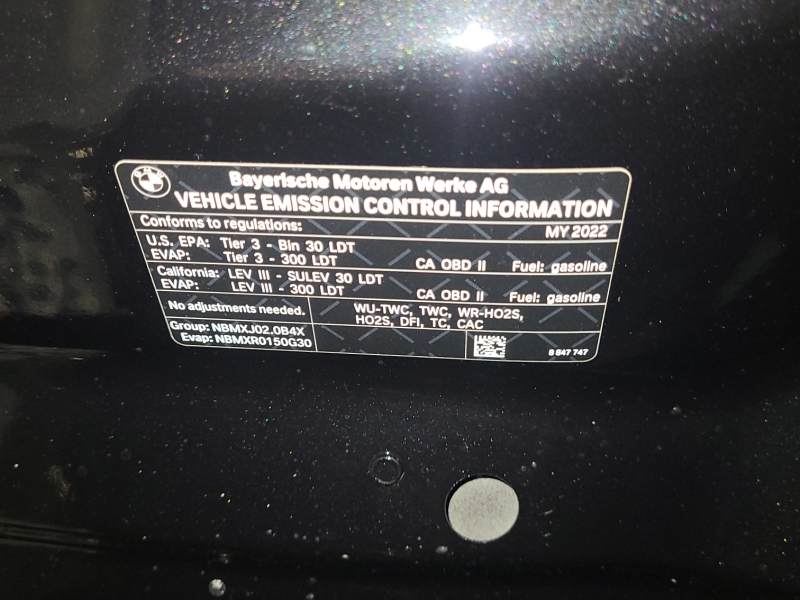 BMW
Bayerische Motoren Werke AG
VEHICLE EMISSION CONTROL INFORMATION
Conforms to regulations: MY 2022
U.S. EPA: Tier 3 - Bin 30 LDT
EVAP: Tier 3 - 300 LDT CA OBD II Fuel: gasoline
California: LEV III - SULEV 30 LDT
EVAP: LEV III - 300 LDT CA OBD II Fuel: gasoline
No adjustments needed. WU-TWC, TWC, WR-HO2S,
HO2S, DFI, TC, CAC
Group: NBMXJ02.0B4X
Evap: NBMXR0150G30
8 847 747